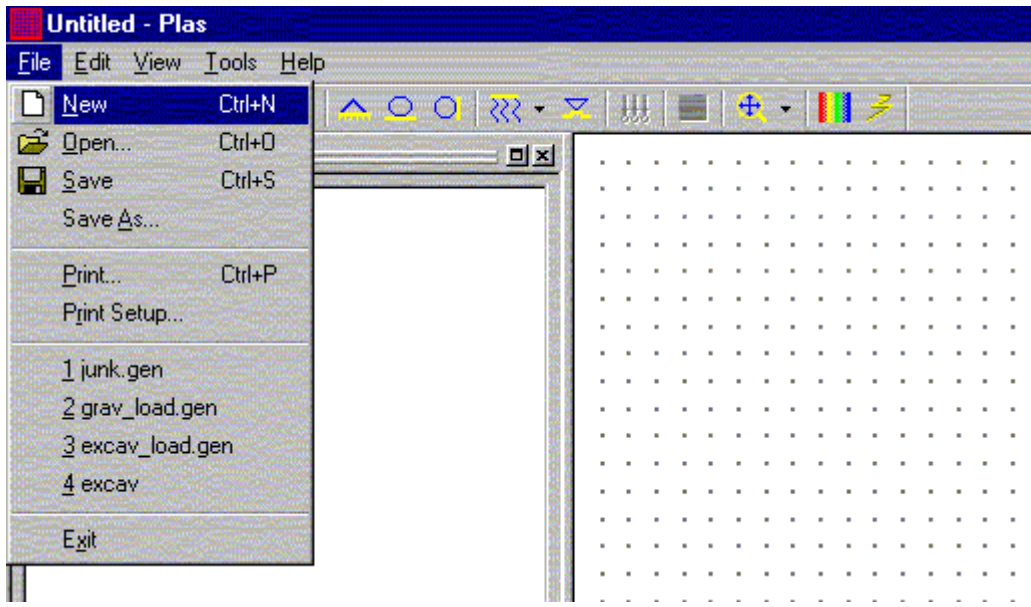 Untitled - Plas
File Edit View Tools Help
New Ctrl+N
Open... Ctrl+O
Save Ctrl+S
Save As...
Print... Ctrl+P
Print Setup...
1 junk.gen
2 grav_load.gen
3 excav_load.gen
4 excav
Exit